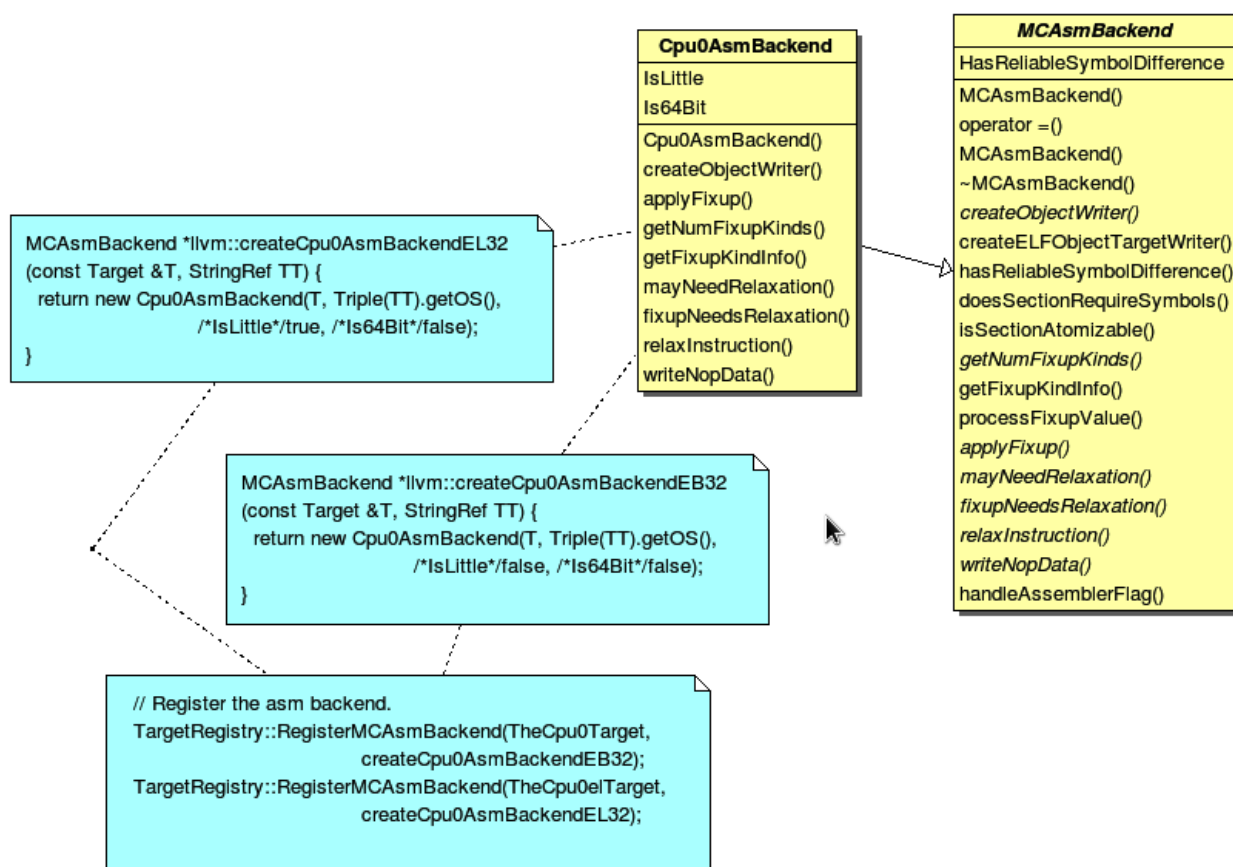 Cpu0AsmBackend
IsLittle
Is64Bit
Cpu0AsmBackend()
createObjectWriter()
applyFixup()
getNumFixupKinds()
getFixupKindInfo()
mayNeedRelaxation()
fixupNeedsRelaxation()
relaxInstruction()
writeNopData()
MCAsmBackend
HasReliableSymbolDifference
MCAsmBackend()
operator =()
MCAsmBackend()
~MCAsmBackend()
createObjectWriter()
createELFObjectTargetWriter()
hasReliableSymbolDifference()
doesSectionRequireSymbols()
isSectionAtomizable()
getNumFixupKinds()
getFixupKindInfo()
processFixupValue()
applyFixup()
mayNeedRelaxation()
fixupNeedsRelaxation()
relaxInstruction()
writeNopData()
handleAssemblerFlag()
MCAsmBackend *llvm::createCpu0AsmBackendEL32
(const Target &T, StringRef TT) {
return new Cpu0AsmBackend(T, Triple(TT).getOS(),
/*IsLittle*/true, /*Is64Bit*/false);
}
MCAsmBackend *llvm::createCpu0AsmBackendEB32
(const Target &T, StringRef TT) {
return new Cpu0AsmBackend(T, Triple(TT).getOS(),
/*IsLittle*/false, /*Is64Bit*/false);
}
// Register the asm backend.
TargetRegistry::RegisterMCAsmBackend(TheCpu0Target,
createCpu0AsmBackendEB32);
TargetRegistry::RegisterMCAsmBackend(TheCpu0elTarget,
createCpu0AsmBackendEL32);